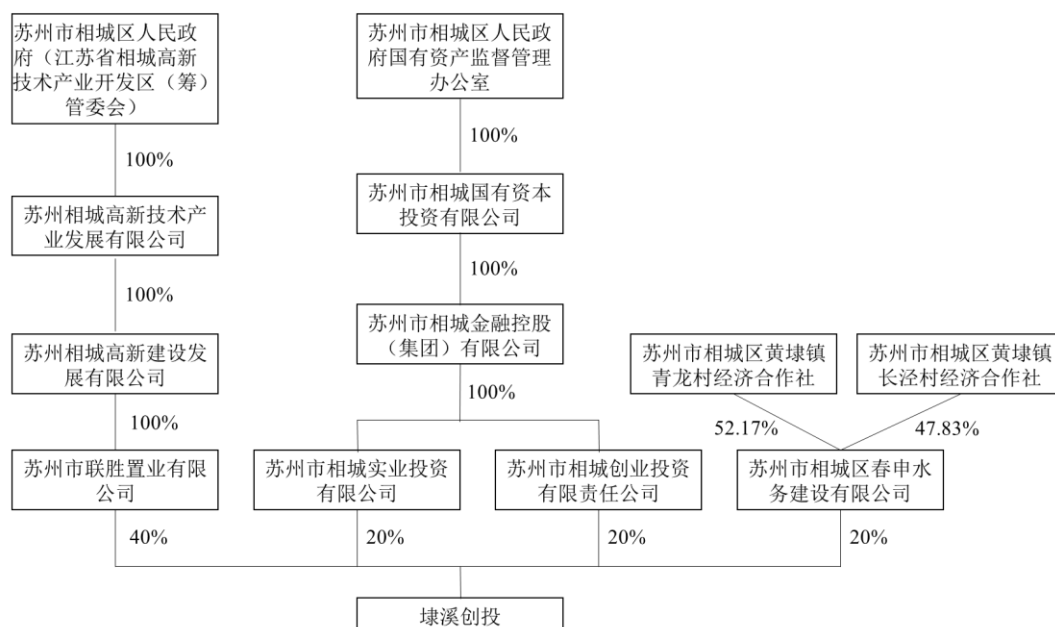 苏州市相城区人民政
府（江苏省相城高新
技术产业开发区（筹）
管委会）
苏州市相城区人民政
府国有资产监督管理
办公室
100%
100%
苏州相城高新技术产
业发展有限公司
苏州市相城国有资本
投资有限公司
100%
100%
苏州相城高新建设发
展有限公司
苏州市相城金融控股
（集团）有限公司
苏州市相城区黄埭镇
青龙村经济合作社
苏州市相城区黄埭镇
长泾村经济合作社
100%
100%
52.17%
47.83%
苏州市联胜置业有限
公司
苏州市相城实业投资
有限公司
苏州市相城创业投资
有限责任公司
苏州市相城区春申水
务建设有限公司
40%
20%
20%
20%
埭溪创投